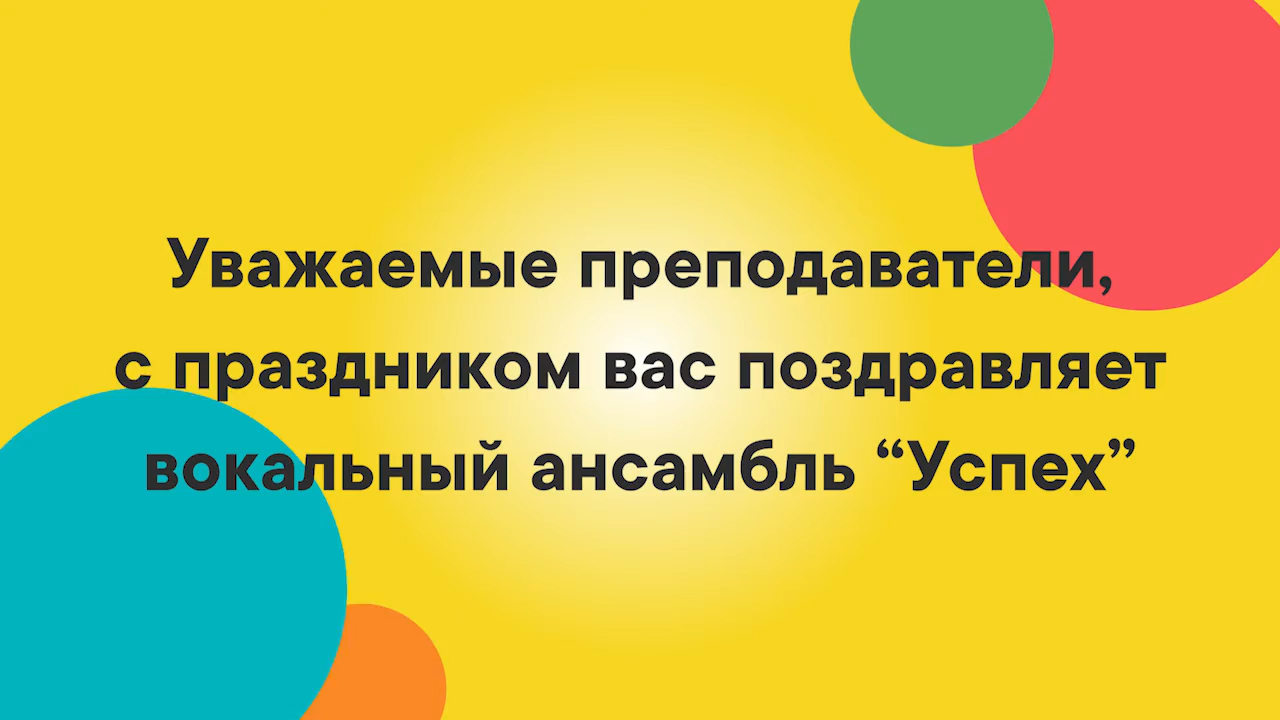 Уважаемые преподаватели,
с праздником вас поздравляет
вокальный ансамбль “Успех”